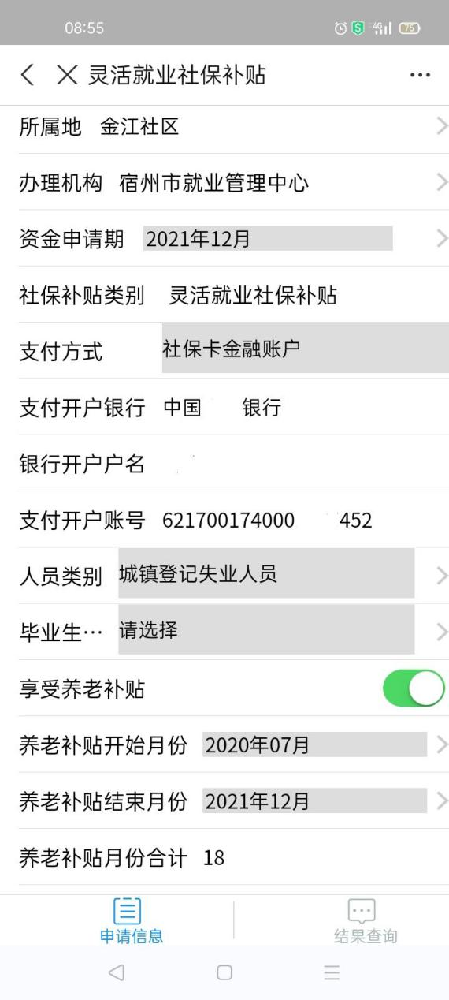 08:55 4G 75
灵活就业社保补贴
所属地 金江社区
办理机构 宿州市就业管理中心
资金申请期 2021年12月
社保补贴类别 灵活就业社保补贴
支付方式 社保卡金融账户
支付开户银行 中国 银行
银行开户户名
支付开户账号 621700174000 452
人员类别 城镇登记失业人员
毕业生… 请选择
享受养老补贴
养老补贴开始月份 2020年07月
养老补贴结束月份 2021年12月
养老补贴月份合计 18
申请信息 结果查询